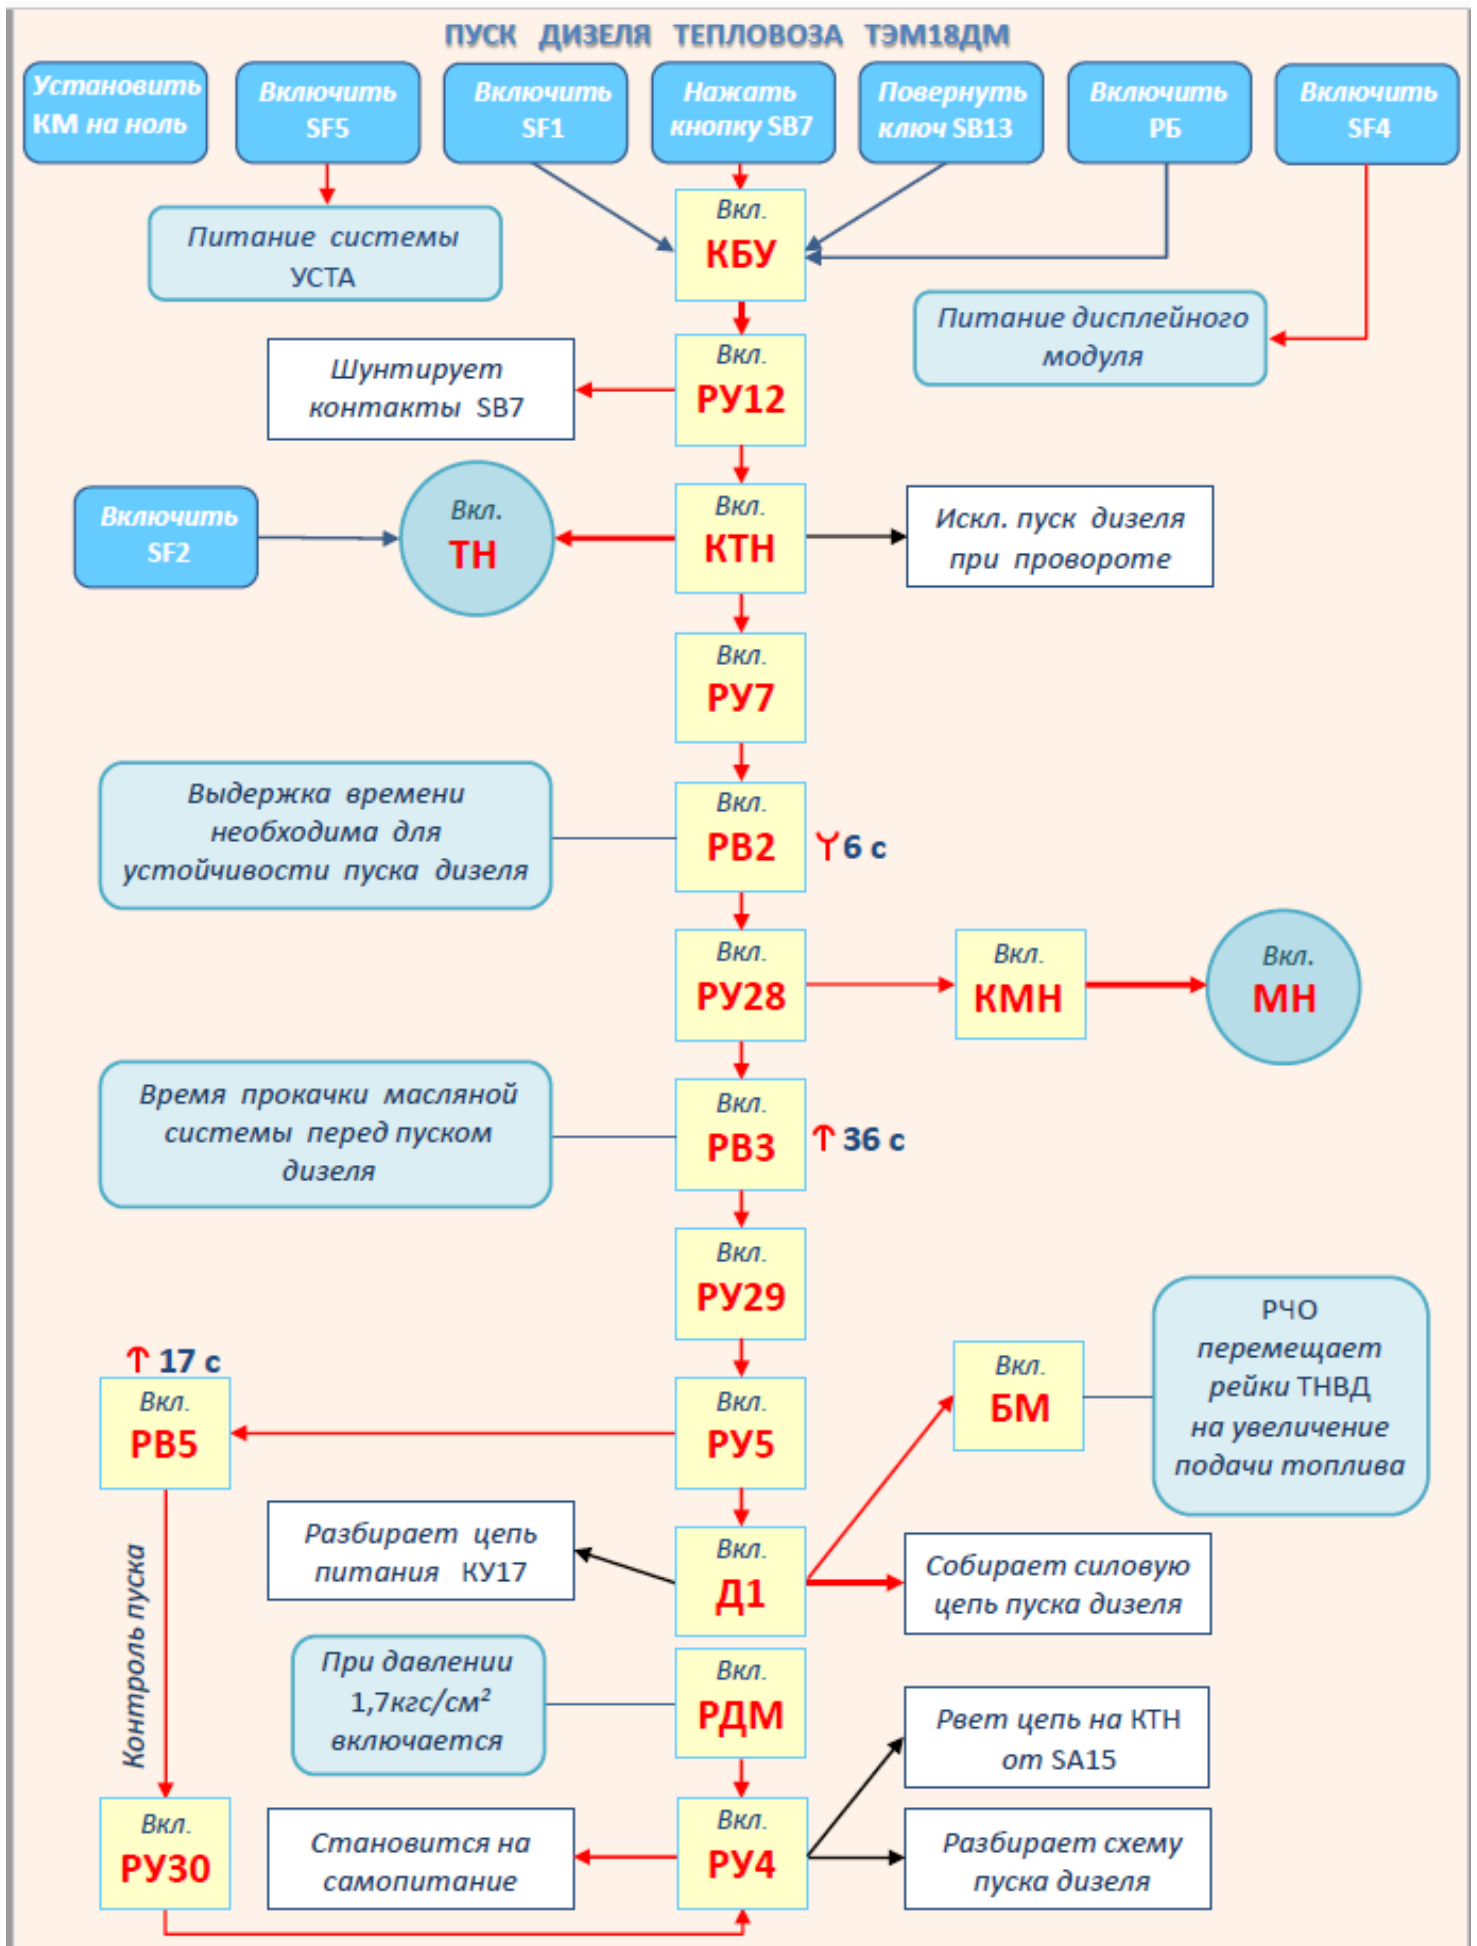 ПУСК ДИЗЕЛЯ ТЕПЛОВОЗА ТЭМ18ДМ
Установить
КМ на ноль
Включить
SF5
Включить
SF1
Нажать
кнопку SB7
Повернуть
ключ SB13
Включить
РБ
Включить
SF4
Вкл.
КБУ
Питание системы
УСТА
Питание дисплейного
модуля
Шунтирует
контакты SB7
Вкл.
РУ12
Включить
SF2
Вкл.
ТН
Вкл.
КТН
Искл. пуск дизеля
при провороте
Вкл.
РУ7
Выдержка времени
необходима для
устойчивости пуска дизеля
Вкл.
РВ2
6 с
Вкл.
РУ28
Вкл.
КМН
Вкл.
МН
Время прокачки масляной
системы перед пуском
дизеля
Вкл.
РВ3
36 с
Вкл.
РУ29
17 с
Вкл.
РВ5
Вкл.
РУ5
Вкл.
БМ
РЧО
перемещает
рейки ТНВД
на увеличение
подачи топлива
Разбирает цепь
питания КУ17
Вкл.
Д1
Собирает силовую
цепь пуска дизеля
Контроль пуска
При давлении
1,7кгс/см²
включается
Вкл.
РДМ
Рвет цепь на КТН
от SA15
Вкл.
РУ30
Становится на
самопитание
Вкл.
РУ4
Разбирает схему
пуска дизеля